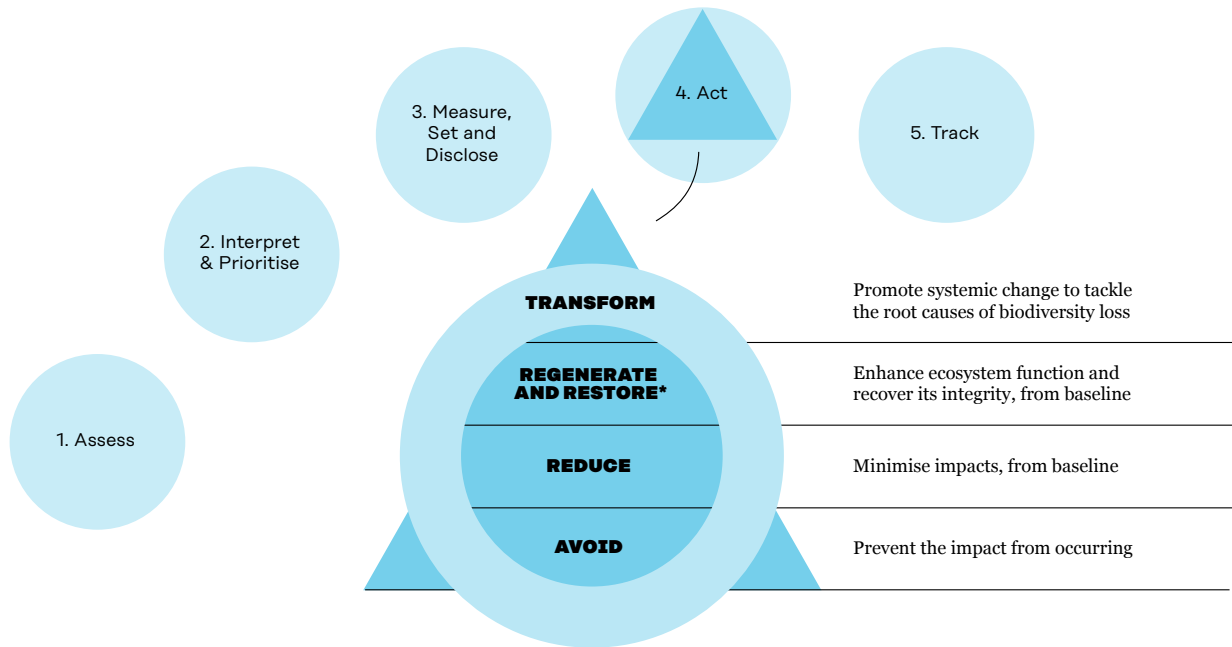 1. Assess
2. Interpret
& Prioritise
3. Measure,
Set and
Disclose
4. Act
5. Track
TRANSFORM
Promote systemic change to tackle
the root causes of biodiversity loss
REGENERATE
AND RESTORE*
Enhance ecosystem function and
recover its integrity, from baseline
REDUCE
Minimise impacts, from baseline
AVOID
Prevent the impact from occurring